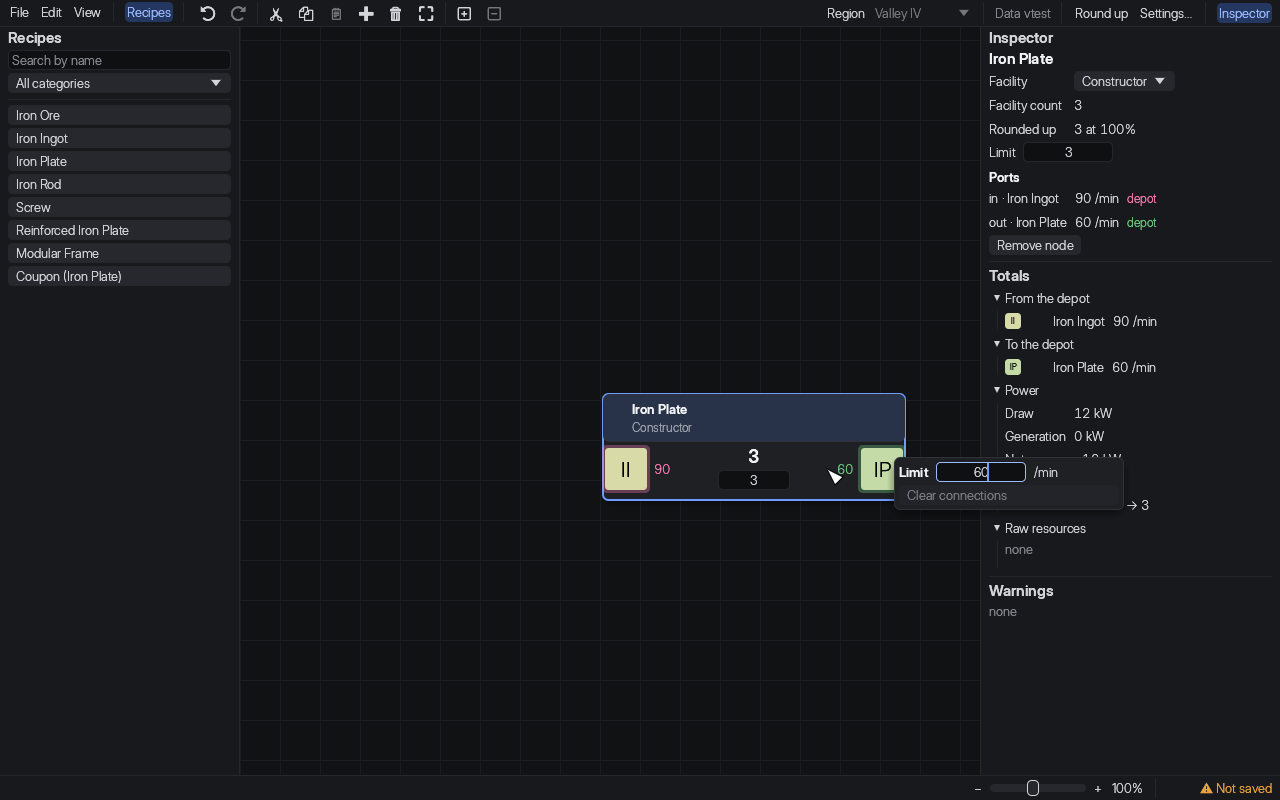 File Edit View Recipes Region Valley IV Data vtest Round up Settings... Inspector
Recipes
Search by name
All categories
Iron Ore
Iron Ingot
Iron Plate
Iron Rod
Screw
Reinforced Iron Plate
Modular Frame
Coupon (Iron Plate)
Iron Plate
Constructor
II 90 3 60 IP
3
Limit 60 /min
Clear connections
Inspector
Iron Plate
Facility Constructor
Facility count 3
Rounded up 3 at 100%
Limit 3
Ports
in · Iron Ingot 90 /min depot
out · Iron Plate 60 /min depot
Remove node
Totals
From the depot
II Iron Ingot 90 /min
To the depot
IP Iron Plate 60 /min
Power
Draw 12 kW
Generation 0 kW
→ 3
Raw resources
none
Warnings
none
− + 100% Not saved